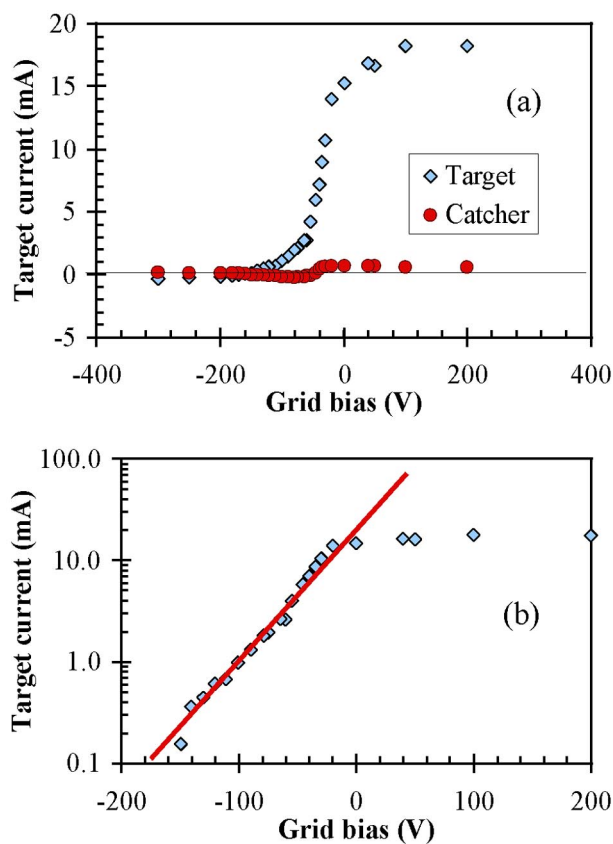 20
15
10
5
0
-5
Target current (mA)
(a)
Target
Catcher
-400 -200 0 200 400
Grid bias (V)
100.0
10.0
1.0
0.1
Target current (mA)
(b)
-200 -100 0 100 200
Grid bias (V)